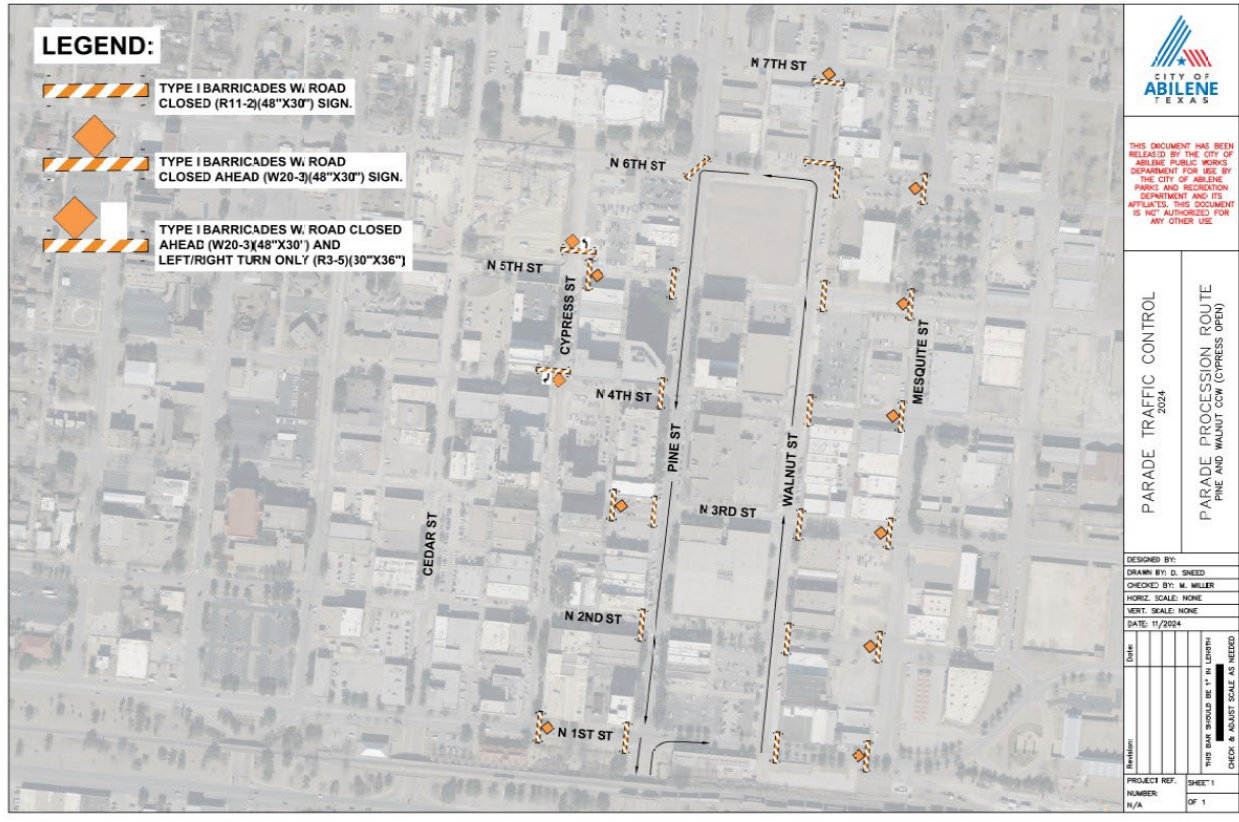 LEGEND:
TYPE I BARRICADES W/ ROAD
CLOSED (R11-2)(48"X30") SIGN.
TYPE I BARRICADES W/ ROAD
CLOSED AHEAD (W20-3)(48"X30") SIGN.
TYPE I BARRICADES W/ ROAD CLOSED
AHEAD (W20-3)(48"X30") AND
LEFT/RIGHT TURN ONLY (R3-5)(30"X36")
N 7TH ST
N 6TH ST
N 5TH ST
CYPRESS ST
N 4TH ST
MESQUITE ST
PINE ST
WALNUT ST
N 3RD ST
CEDAR ST
N 2ND ST
N 1ST ST
CITY OF
ABILENE
TEXAS
THIS DOCUMENT HAS BEEN
RELEASED BY THE CITY OF
ABILENE PUBLIC WORKS
DEPARTMENT FOR USE BY
THE CITY OF ABILENE
PARKS AND RECREATION
DEPARTMENT AND ITS
AFFILIATES. THIS DOCUMENT
IS NOT AUTHORIZED FOR
ANY OTHER USE
PARADE TRAFFIC CONTROL
2024
PARADE PROCESSION ROUTE
PINE AND WALNUT CCW (CYPRESS OPEN)
DESIGNED BY:
DRAWN BY: D. SNEED
CHECKED BY: M. MILLER
HORIZ. SCALE: NONE
VERT. SCALE: NONE
DATE: 11/2024
Date:
Revision:
THIS BAR SHOULD BE 1" IN LENGTH
CHECK & ADJUST SCALE AS NEEDED
PROJECT REF.
NUMBER:
N/A
SHEET 1
OF 1